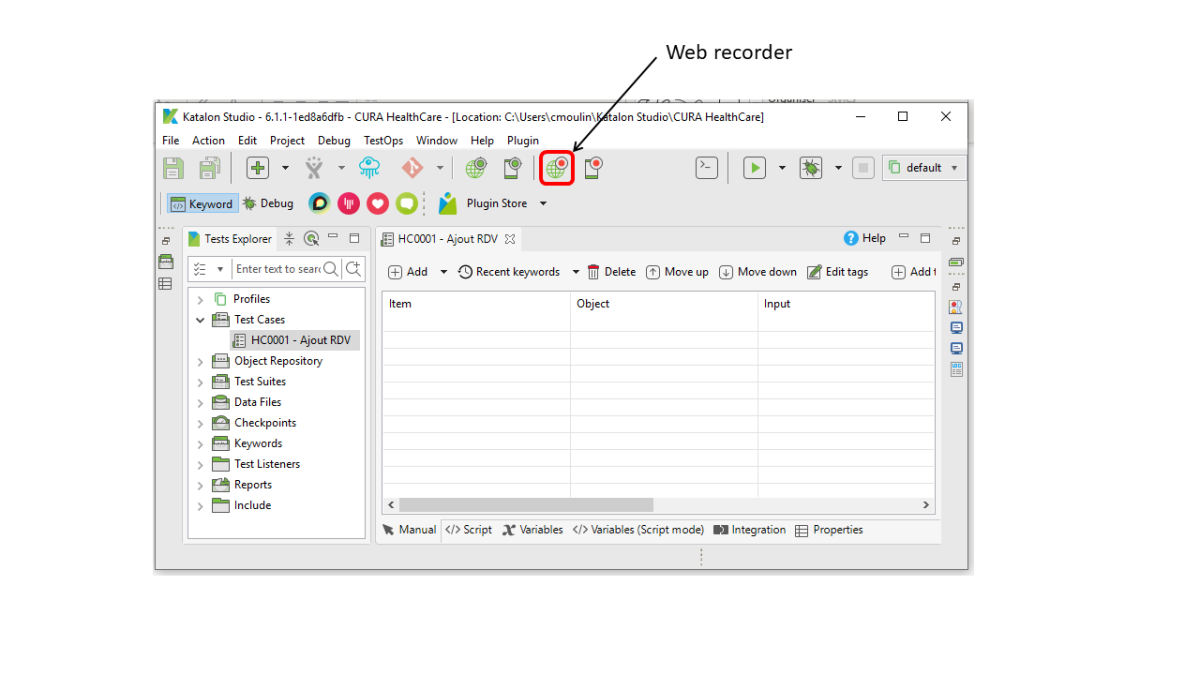 Web recorder
Katalon Studio - 6.1.1-1ed8a6dfb - CURA HealthCare - [Location: C:\Users\cmoulin\Katalon Studio\CURA HealthCare]
File Action Edit Project Debug TestOps Window Help Plugin
default
Keyword Debug Plugin Store
Tests Explorer
HC0001 - Ajout RDV
Help
Enter text to searc
Add Recent keywords Delete Move up Move down Edit tags Add t
Profiles
Test Cases
HC0001 - Ajout RDV
Object Repository
Test Suites
Data Files
Checkpoints
Keywords
Test Listeners
Reports
Include
Item Object Input
Manual </> Script Variables </> Variables (Script mode) Integration Properties